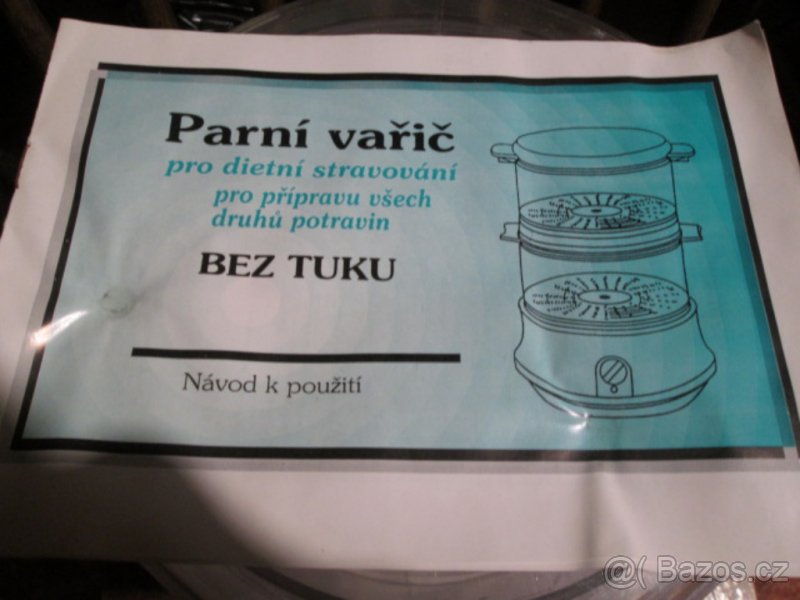 Parní vařič
pro dietní stravování
pro přípravu všech
druhů potravin
BEZ TUKU
Návod k použití
@( Bazos.cz